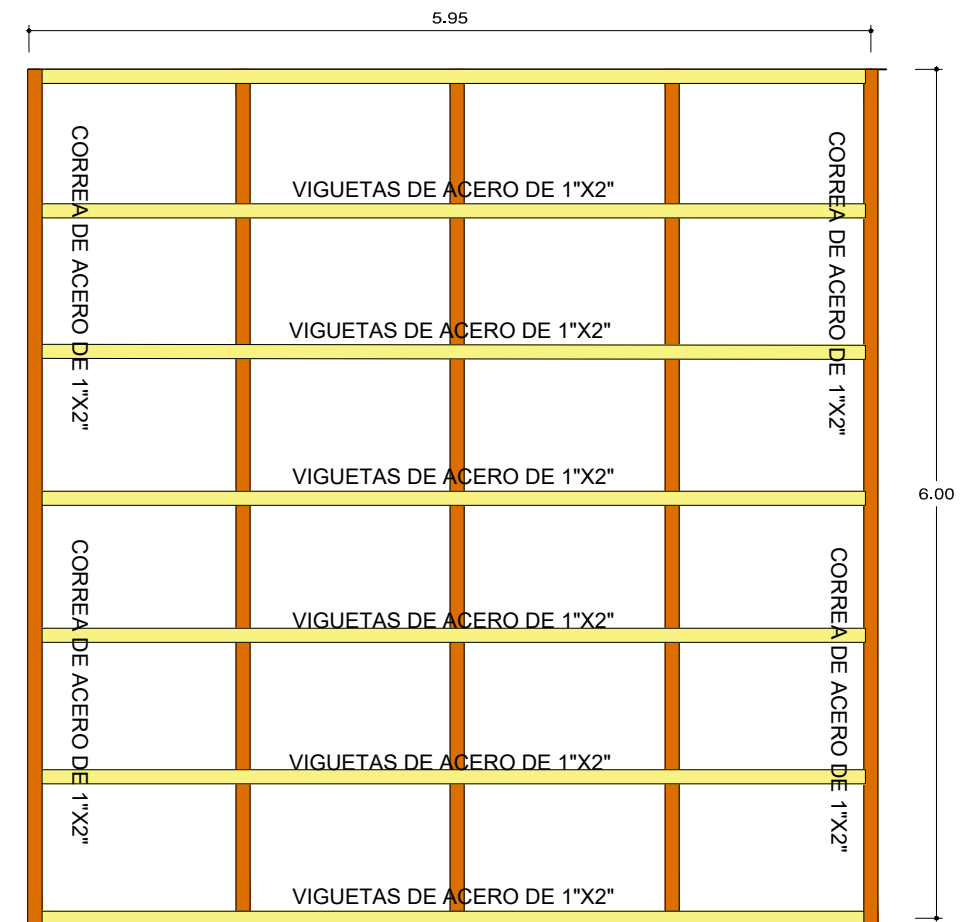 5.95
CORREA DE ACERO DE 1"X2"
CORREA DE ACERO DE 1"X2"
VIGUETAS DE ACERO DE 1"X2"
VIGUETAS DE ACERO DE 1"X2"
VIGUETAS DE ACERO DE 1"X2"
6.00
CORREA DE ACERO DE 1"X2"
CORREA DE ACERO DE 1"X2"
VIGUETAS DE ACERO DE 1"X2"
VIGUETAS DE ACERO DE 1"X2"
VIGUETAS DE ACERO DE 1"X2"